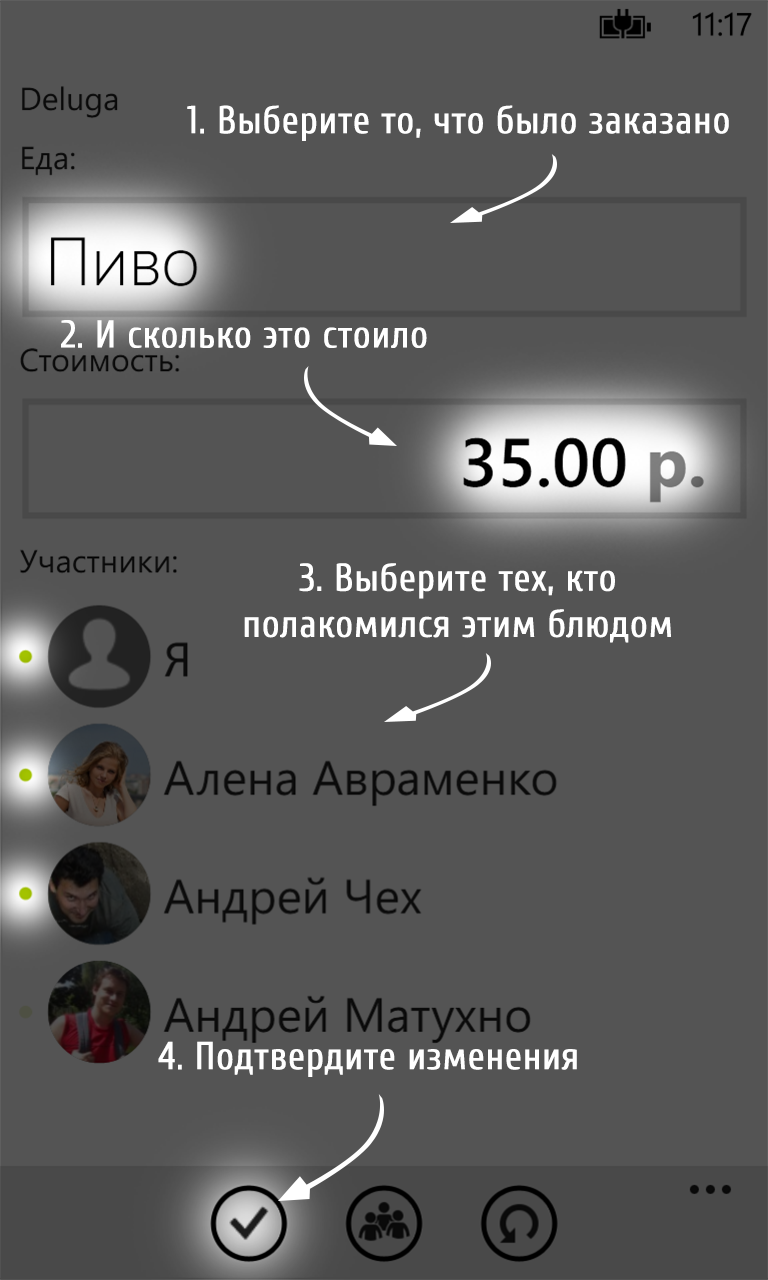 11:17
Deluga
1. Выберите то, что было заказано
Еда:
Пиво
2. И сколько это стоило
Стоимость:
35.00 р.
Участники:
3. Выберите тех, кто
полакомился этим блюдом
Я
Алена Авраменко
Андрей Чех
Андрей Матухно
4. Подтвердите изменения